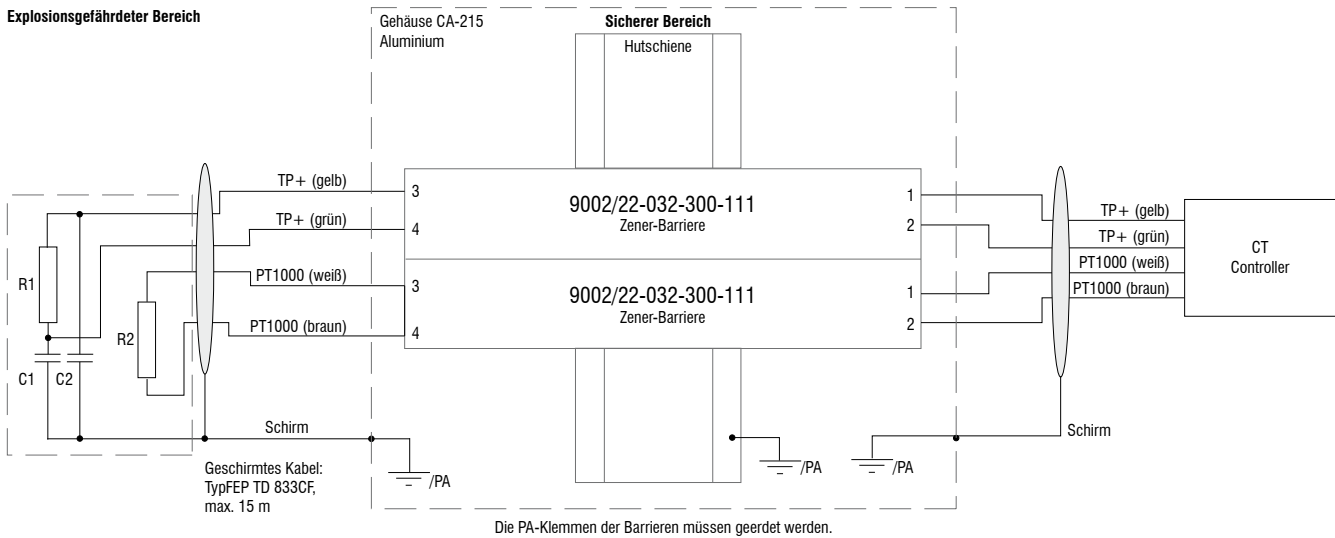 Explosionsgefährdeter Bereich
Gehäuse CA-215
Aluminium
Sicherer Bereich
Hutschiene
TP+ (gelb)
TP+ (grün)
PT1000 (weiß)
PT1000 (braun)
3
4
3
4
9002/22-032-300-111
Zener-Barriere
9002/22-032-300-111
Zener-Barriere
1
2
1
2
TP+ (gelb)
TP+ (grün)
PT1000 (weiß)
PT1000 (braun)
CT
Controller
R1
R2
C1
C2
Schirm
Schirm
/PA
/PA
/PA
Geschirmtes Kabel:
TypFEP TD 833CF,
max. 15 m
Die PA-Klemmen der Barrieren müssen geerdet werden.